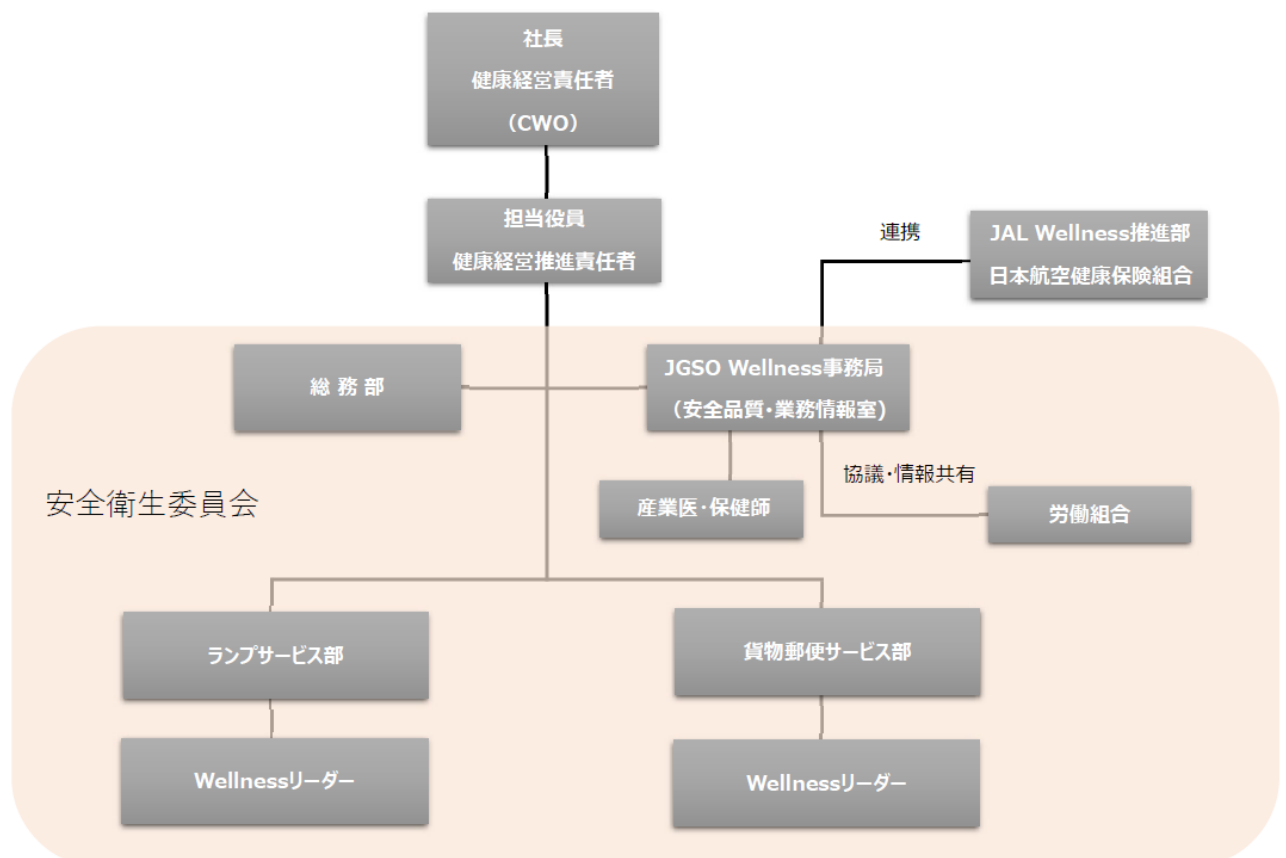 社長
健康経営責任者
（CWO）
担当役員
健康経営推進責任者
連携
JAL Wellness推進部
日本航空健康保険組合
総 務 部
JGSO Wellness事務局
（安全品質・業務情報室)
安全衛生委員会
産業医・保健師
協議・情報共有
労働組合
ランプサービス部
貨物郵便サービス部
Wellnessリーダー
Wellnessリーダー